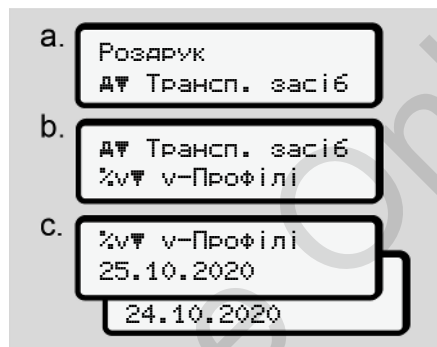 a.
Роздрук
Д▼ Трансп. засіб
b.
Д▼ Трансп. засіб
%v▼ v-Профілі
c.
%v▼ v-Профілі
25.10.2020
24.10.2020